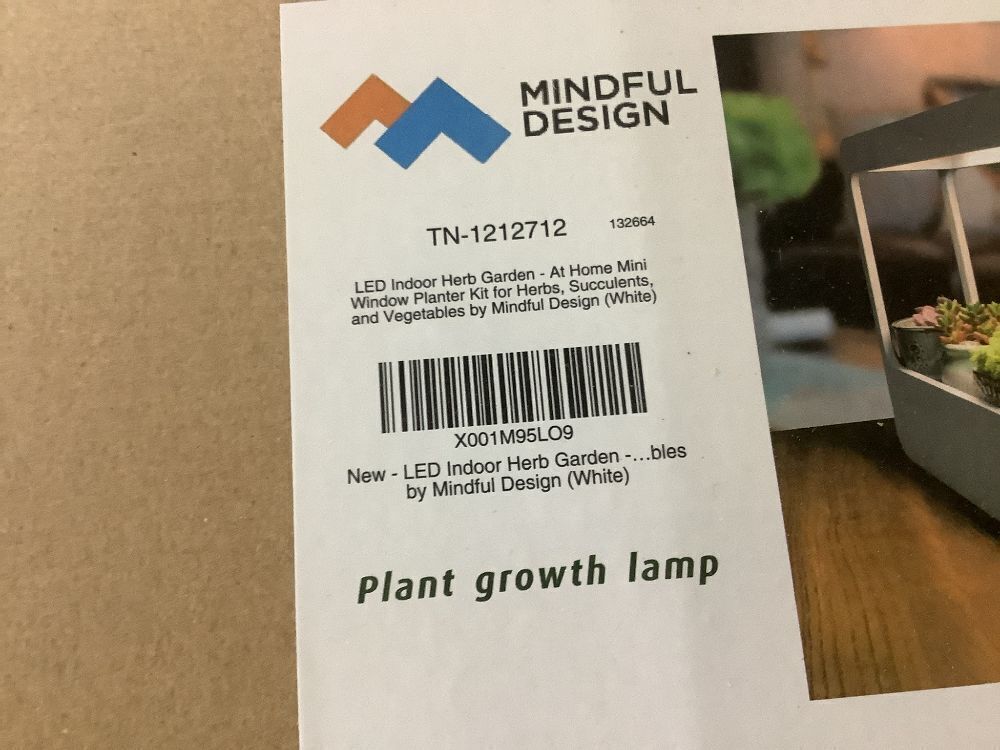 MINDFUL
DESIGN
TN-1212712 132664
LED Indoor Herb Garden - At Home Mini
Window Planter Kit for Herbs, Succulents,
and Vegetables by Mindful Design (White)
X001M95LO9
New - LED Indoor Herb Garden -...bles
by Mindful Design (White)
Plant growth lamp